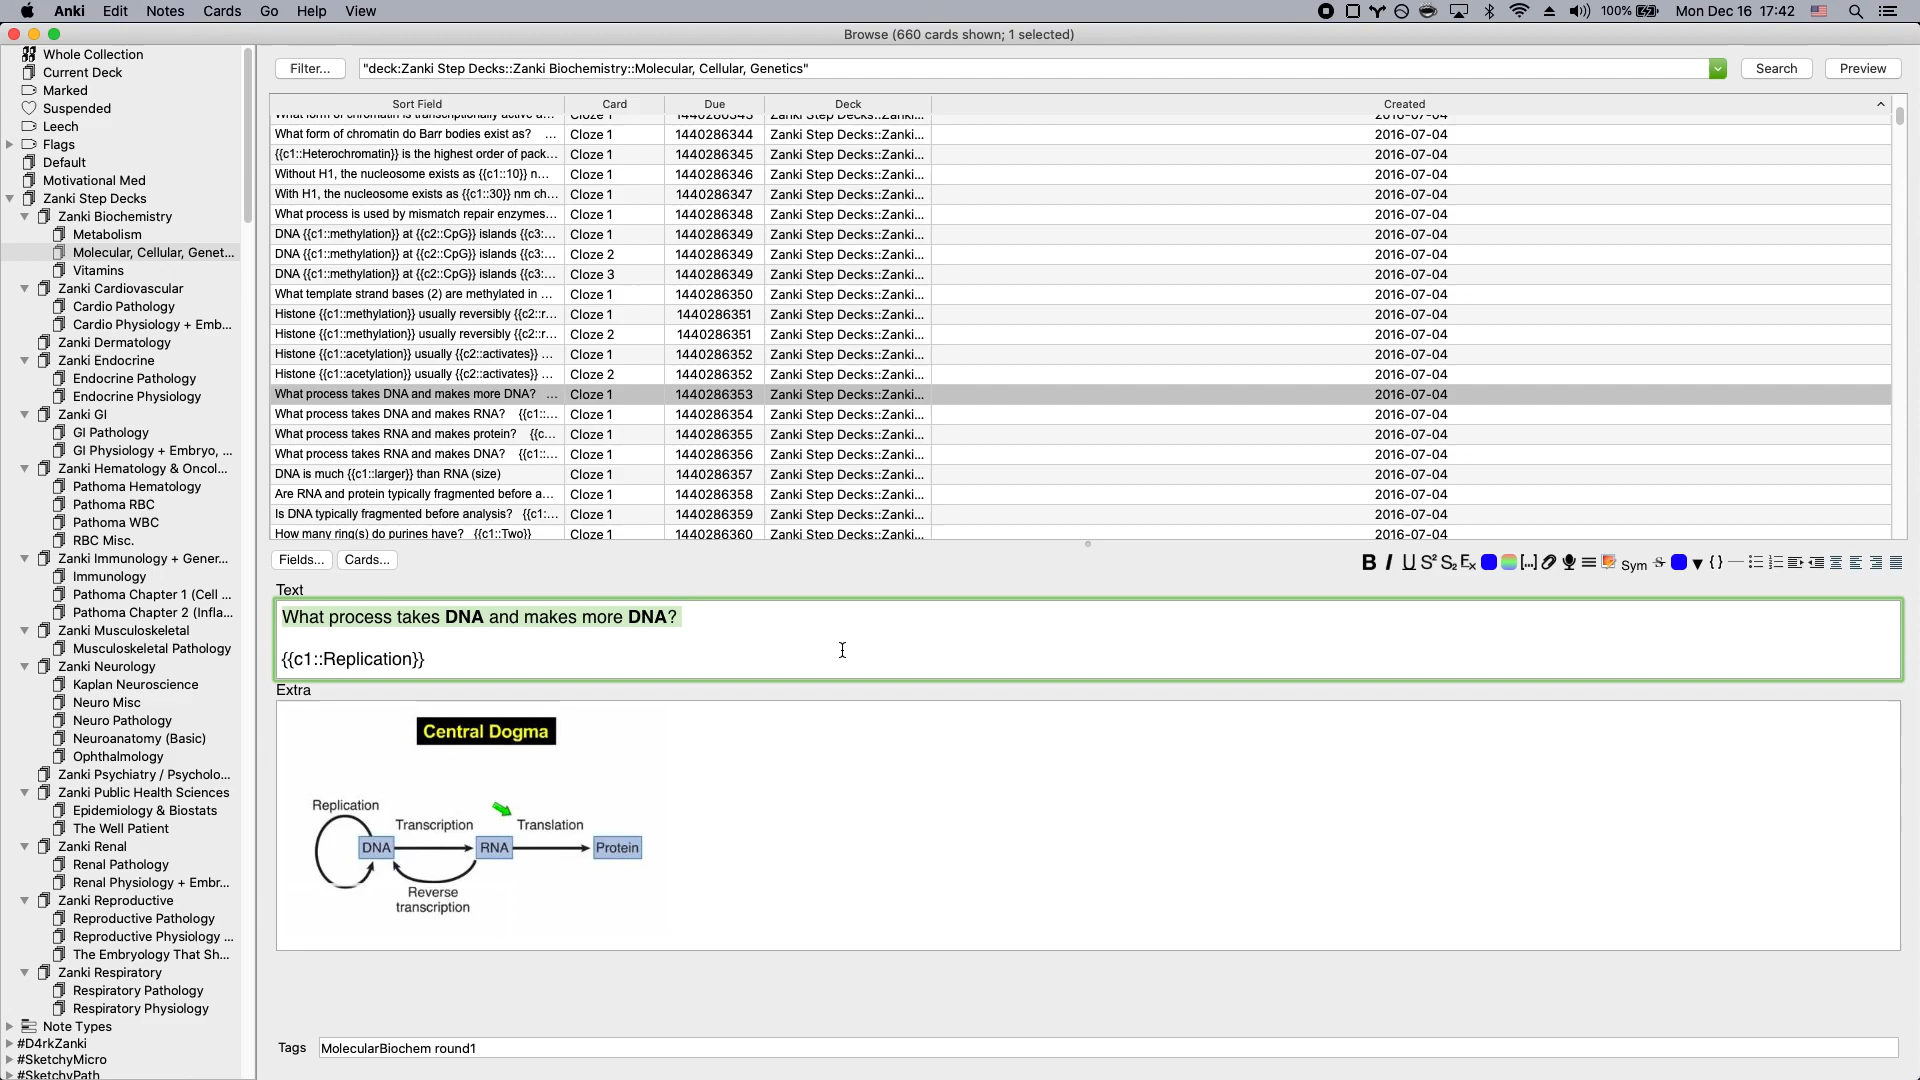 Anki Edit Notes Cards Go Help View 100% Mon Dec 16 17:42
Browse (660 cards shown; 1 selected)
Whole Collection
Current Deck
Marked
Suspended
Leech
Flags
Default
Motivational Med
Zanki Step Decks
Zanki Biochemistry
Metabolism
Molecular, Cellular, Genet...
Vitamins
Zanki Cardiovascular
Cardio Pathology
Cardio Physiology + Emb...
Zanki Dermatology
Zanki Endocrine
Endocrine Pathology
Endocrine Physiology
Zanki GI
GI Pathology
GI Physiology + Embryo, ...
Zanki Hematology & Oncol...
Pathoma Hematology
Pathoma RBC
Pathoma WBC
RBC Misc.
Zanki Immunology + Gener...
Immunology
Pathoma Chapter 1 (Cell ...
Pathoma Chapter 2 (Infla...
Zanki Musculoskeletal
Musculoskeletal Pathology
Zanki Neurology
Kaplan Neuroscience
Neuro Misc
Neuro Pathology
Neuroanatomy (Basic)
Ophthalmology
Zanki Psychiatry / Psycholo...
Zanki Public Health Sciences
Epidemiology & Biostats
The Well Patient
Zanki Renal
Renal Pathology
Renal Physiology + Embr...
Zanki Reproductive
Reproductive Pathology
Reproductive Physiology ...
The Embryology That Sh...
Zanki Respiratory
Respiratory Pathology
Respiratory Physiology
Note Types
#D4rkZanki
#SketchyMicro
#SketchyPath
Filter... "deck:Zanki Step Decks::Zanki Biochemistry::Molecular, Cellular, Genetics" Search Preview
Sort Field Card Due Deck Created
What form of chromatin is transcriptionally active a... Cloze 1 1440286343 Zanki Step Decks::Zanki... 2016-07-04
What form of chromatin do Barr bodies exist as? ... Cloze 1 1440286344 Zanki Step Decks::Zanki... 2016-07-04
{{c1::Heterochromatin}} is the highest order of pack... Cloze 1 1440286345 Zanki Step Decks::Zanki... 2016-07-04
Without H1, the nucleosome exists as {{c1::10}} n... Cloze 1 1440286346 Zanki Step Decks::Zanki... 2016-07-04
With H1, the nucleosome exists as {{c1::30}} nm ch... Cloze 1 1440286347 Zanki Step Decks::Zanki... 2016-07-04
What process is used by mismatch repair enzymes... Cloze 1 1440286348 Zanki Step Decks::Zanki... 2016-07-04
DNA {{c1::methylation}} at {{c2::CpG}} islands {{c3:... Cloze 1 1440286349 Zanki Step Decks::Zanki... 2016-07-04
DNA {{c1::methylation}} at {{c2::CpG}} islands {{c3:... Cloze 2 1440286349 Zanki Step Decks::Zanki... 2016-07-04
DNA {{c1::methylation}} at {{c2::CpG}} islands {{c3:... Cloze 3 1440286349 Zanki Step Decks::Zanki... 2016-07-04
What template strand bases (2) are methylated in ... Cloze 1 1440286350 Zanki Step Decks::Zanki... 2016-07-04
Histone {{c1::methylation}} usually reversibly {{c2::r... Cloze 1 1440286351 Zanki Step Decks::Zanki... 2016-07-04
Histone {{c1::methylation}} usually reversibly {{c2::r... Cloze 2 1440286351 Zanki Step Decks::Zanki... 2016-07-04
Histone {{c1::acetylation}} usually {{c2::activates}} ... Cloze 1 1440286352 Zanki Step Decks::Zanki... 2016-07-04
Histone {{c1::acetylation}} usually {{c2::activates}} ... Cloze 2 1440286352 Zanki Step Decks::Zanki... 2016-07-04
What process takes DNA and makes more DNA? ... Cloze 1 1440286353 Zanki Step Decks::Zanki... 2016-07-04
What process takes DNA and makes RNA? {{c1::... Cloze 1 1440286354 Zanki Step Decks::Zanki... 2016-07-04
What process takes RNA and makes protein? {{c... Cloze 1 1440286355 Zanki Step Decks::Zanki... 2016-07-04
What process takes RNA and makes DNA? {{c1::... Cloze 1 1440286356 Zanki Step Decks::Zanki... 2016-07-04
DNA is much {{c1::larger}} than RNA (size) Cloze 1 1440286357 Zanki Step Decks::Zanki... 2016-07-04
Are RNA and protein typically fragmented before a... Cloze 1 1440286358 Zanki Step Decks::Zanki... 2016-07-04
Is DNA typically fragmented before analysis? {{c1:... Cloze 1 1440286359 Zanki Step Decks::Zanki... 2016-07-04
How many ring(s) do purines have? {{c1::Two}} Cloze 1 1440286360 Zanki Step Decks::Zanki... 2016-07-04
Fields... Cards... B I U S² S₂ Ex [...] Sym S {}
Text
What process takes DNA and makes more DNA?
{{c1::Replication}}
Extra
Central Dogma
Replication
Transcription Translation
DNA RNA Protein
Reverse
transcription
Tags MolecularBiochem round1